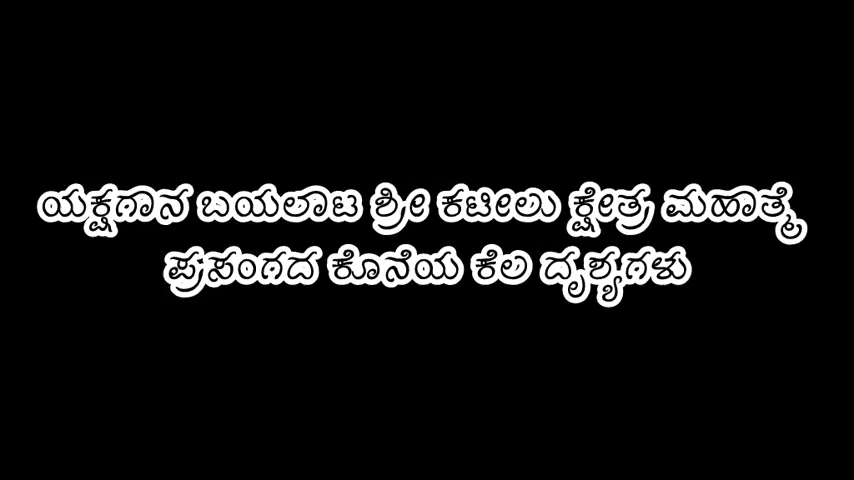 ಯಕ್ಷಗಾನ ಬಯಲಾಟ ಶ್ರೀ ಕಟೀಲು ಕ್ಷೇತ್ರ ಮಹಾತ್ಮೆ
ಪ್ರಸಂಗದ ಕೊನೆಯ ಕೆಲ ದೃಶ್ಯಗಳು